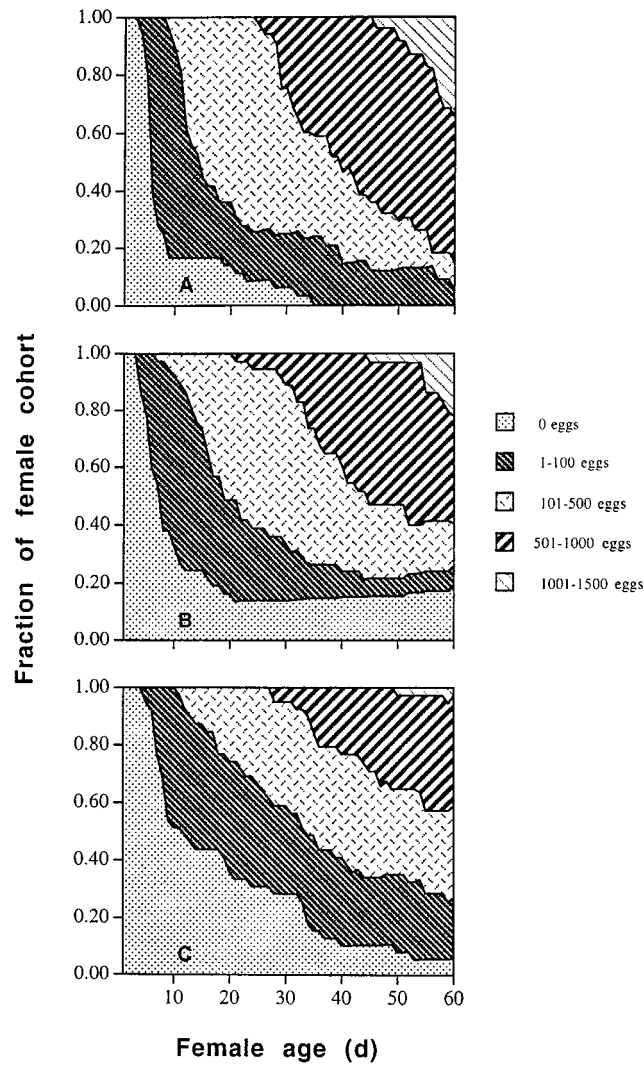 1.00
0.80
0.60
0.40
0.20
0.00
A
1.00
0.80
0.60
0.40
0.20
0.00
B
1.00
0.80
0.60
0.40
0.20
0.00
C
10 20 30 40 50 60
Fraction of female cohort
Female age (d)
0 eggs
1-100 eggs
101-500 eggs
501-1000 eggs
1001-1500 eggs